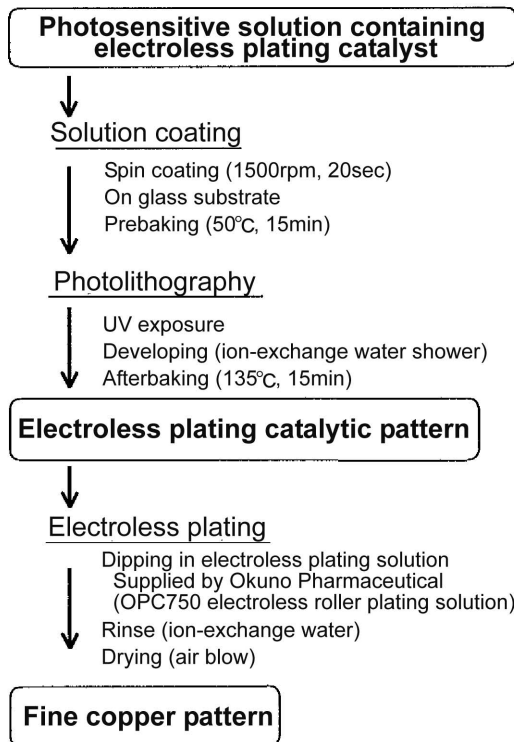 Photosensitive solution containing
electroless plating catalyst
Solution coating
Spin coating (1500rpm, 20sec)
On glass substrate
Prebaking (50℃, 15min)
Photolithography
UV exposure
Developing (ion-exchange water shower)
Afterbaking (135℃, 15min)
Electroless plating catalytic pattern
Electroless plating
Dipping in electroless plating solution
Supplied by Okuno Pharmaceutical
(OPC750 electroless roller plating solution)
Rinse (ion-exchange water)
Drying (air blow)
Fine copper pattern